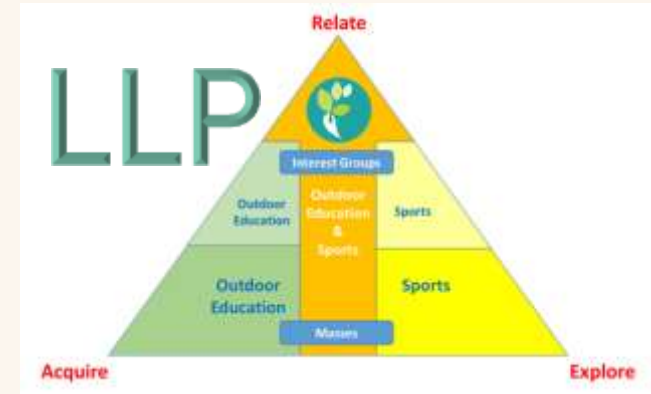 Relate
LLP
Interest Groups
Outdoor
Education
Outdoor
Education
&
Sports
Sports
Outdoor
Education
Sports
Masses
Acquire
Explore